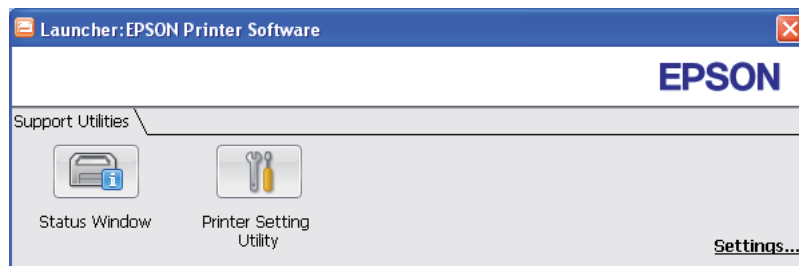 Launcher:EPSON Printer Software
EPSON
Support Utilities
Status Window
Printer Setting
Utility
Settings...